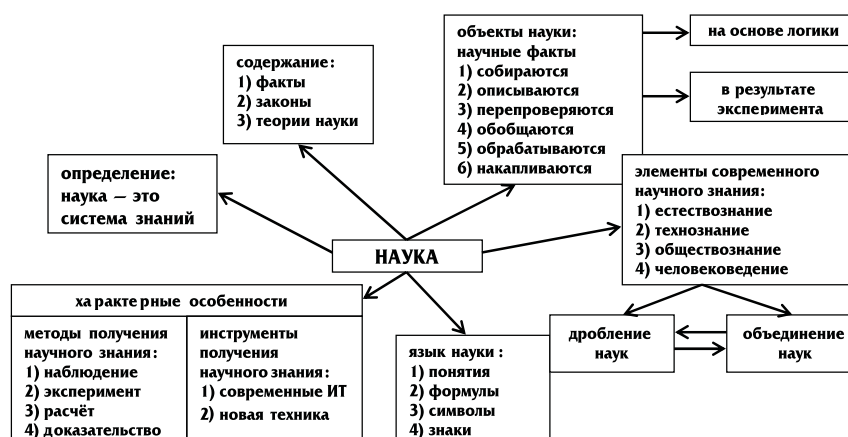 объекты науки:
научные факты
1) собираются
2) описываются
3) перепроверяются
4) обобщаются
5) обрабатываются
6) накапливаются
на основе логики
в результате
эксперимента
содержание:
1) факты
2) законы
3) теории науки
определение:
наука – это
система знаний
элементы современного
научного знания:
1) естествознание
2) технознание
3) обществознание
4) человековедение
НАУКА
характерные особенности
методы получения
научного знания:
1) наблюдение
2) эксперимент
3) расчёт
4) доказательство
инструменты
получения
научного знания:
1) современные ИТ
2) новая техника
язык науки:
1) понятия
2) формулы
3) символы
4) знаки
дробление
наук
объединение
наук